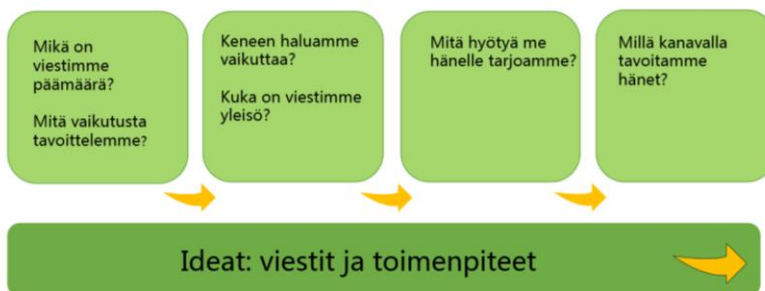 Mikä on
viestimme
päämäärä?
Mitä vaikutusta
tavoittelemme?
Keneen haluamme
vaikuttaa?
Kuka on viestimme
yleisö?
Mitä hyötyä me
hänelle tarjoamme?
Millä kanavalla
tavoitamme
hänet?
Ideat: viestit ja toimenpiteet